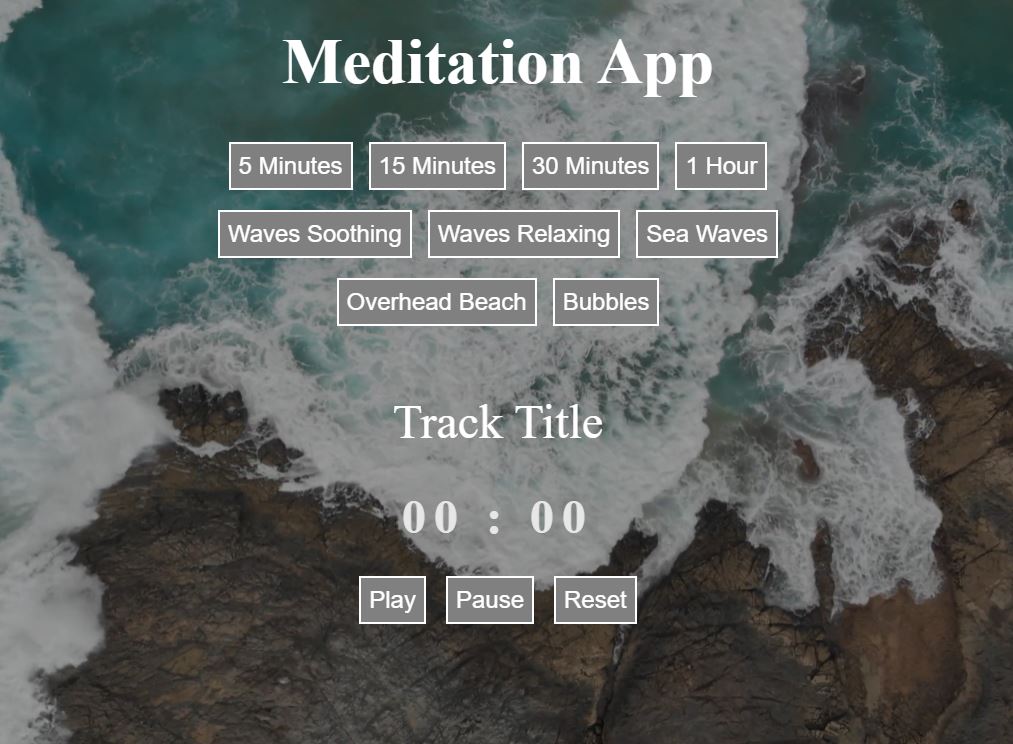 Meditation App
5 Minutes 15 Minutes 30 Minutes 1 Hour
Waves Soothing Waves Relaxing Sea Waves
Overhead Beach Bubbles
Track Title
00 : 00
Play Pause Reset